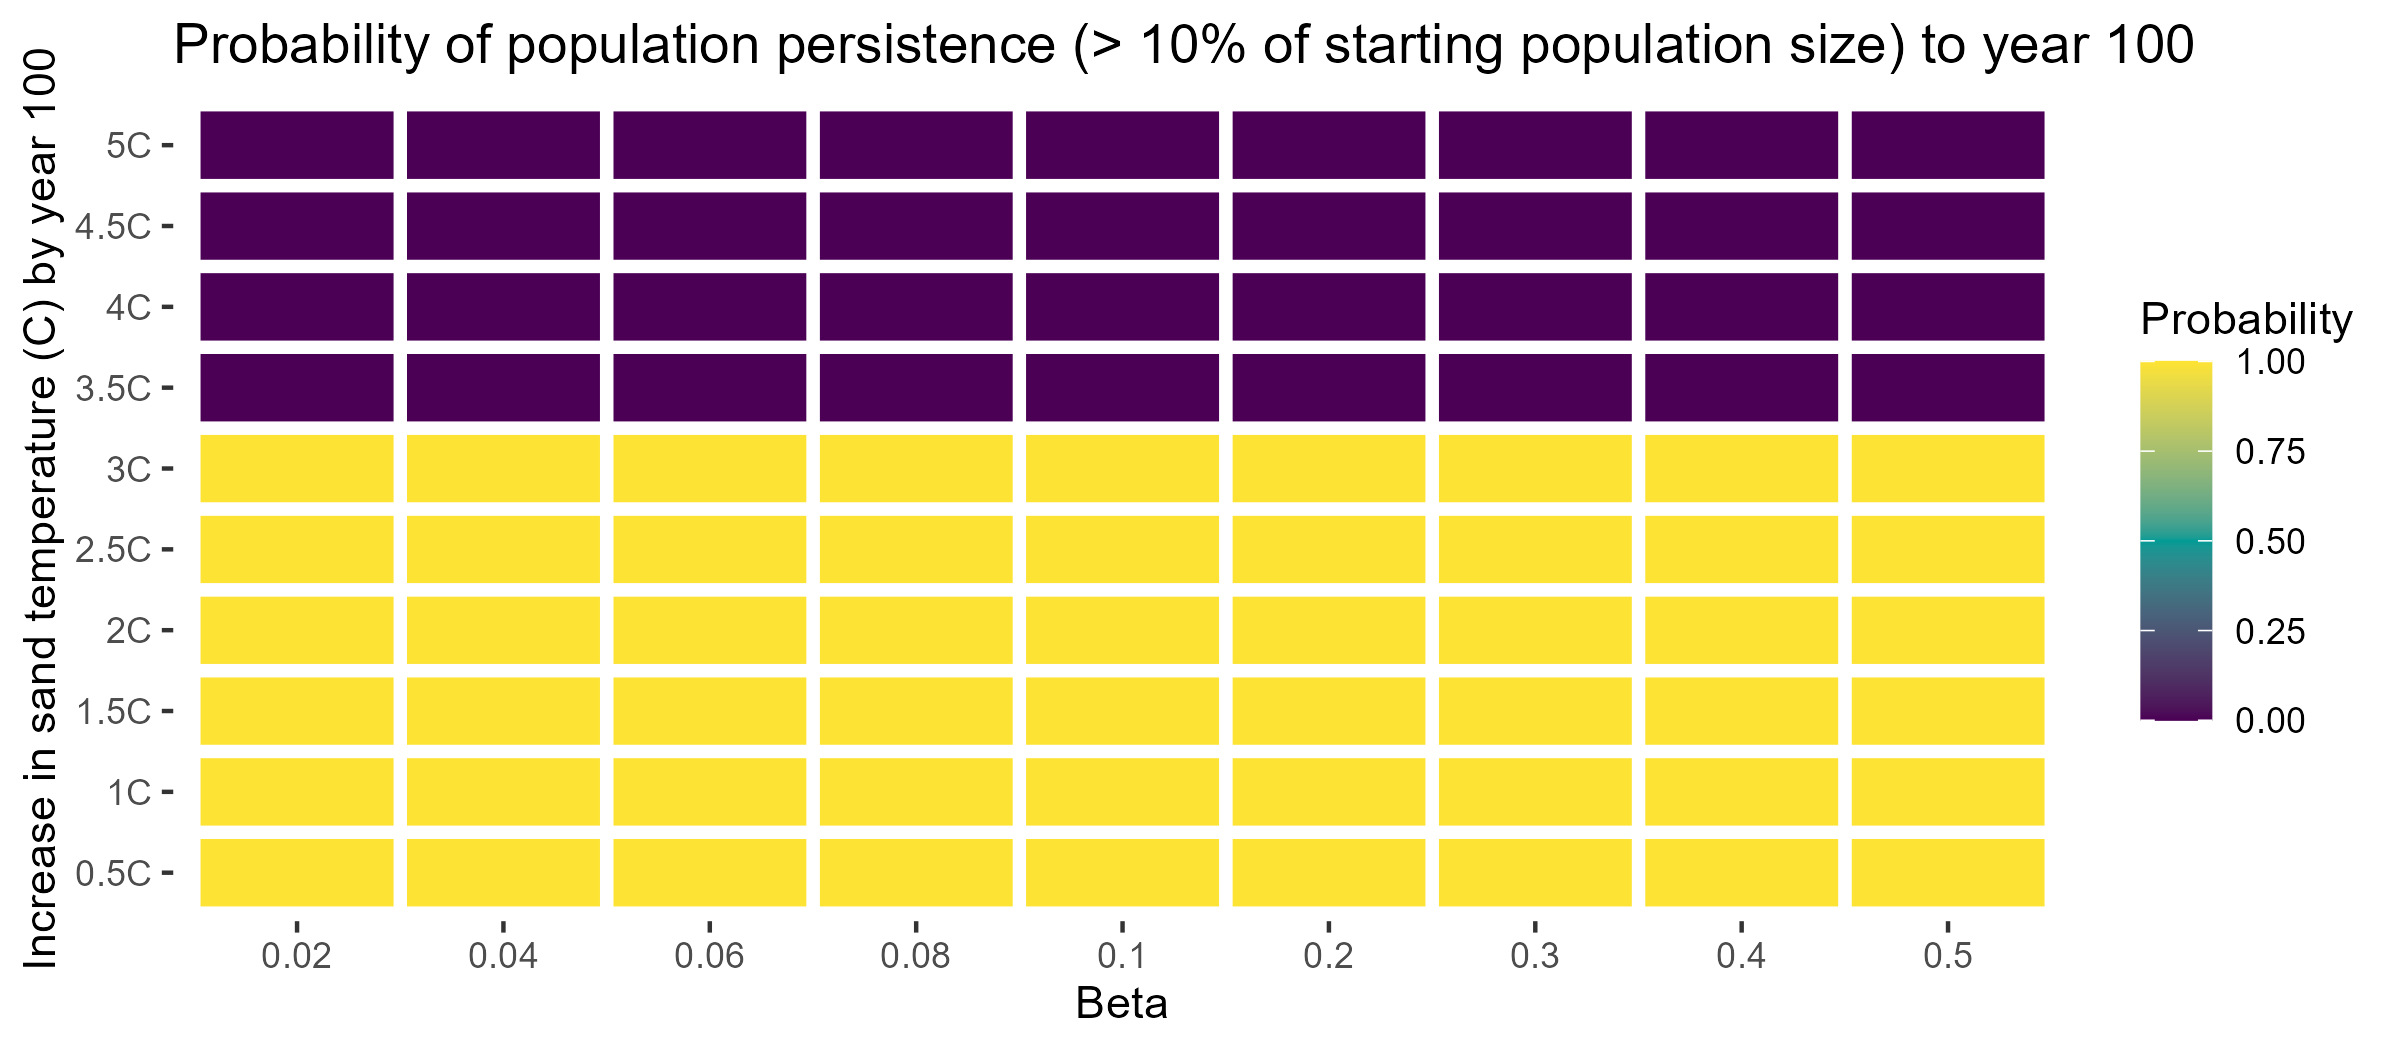 Probability of population persistence (> 10% of starting population size) to year 100
Increase in sand temperature (C) by year 100
5C
4.5C
4C
3.5C
3C
2.5C
2C
1.5C
1C
0.5C
0.02
0.04
0.06
0.08
0.1
0.2
0.3
0.4
0.5
Beta
Probability
1.00
0.75
0.50
0.25
0.00